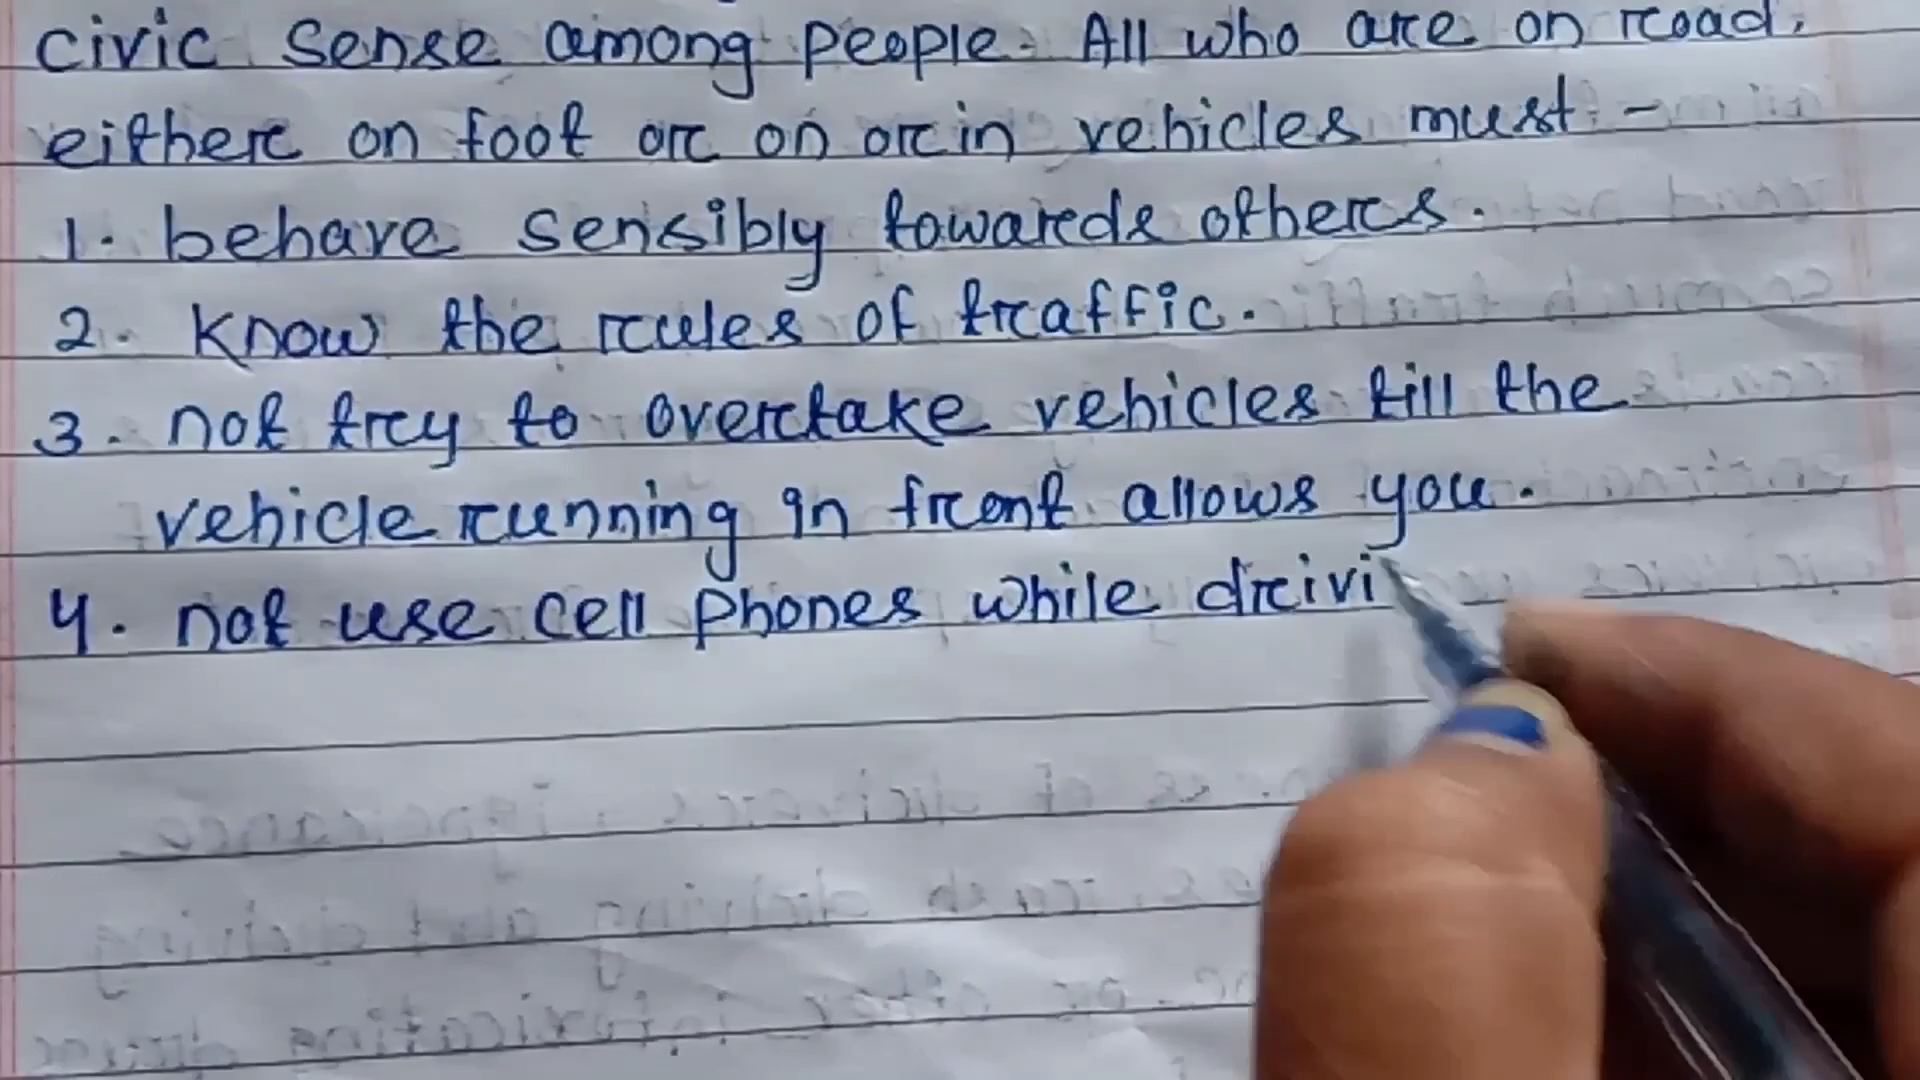 civic sense among people. All who are on road,
either on foot or on or in vehicles must -
1. behave sensibly towards others.
2. Know the rules of traffic.
3. not try to overtake vehicles till the
vehicle running in front allows you.
4. not use cell phones while drivi